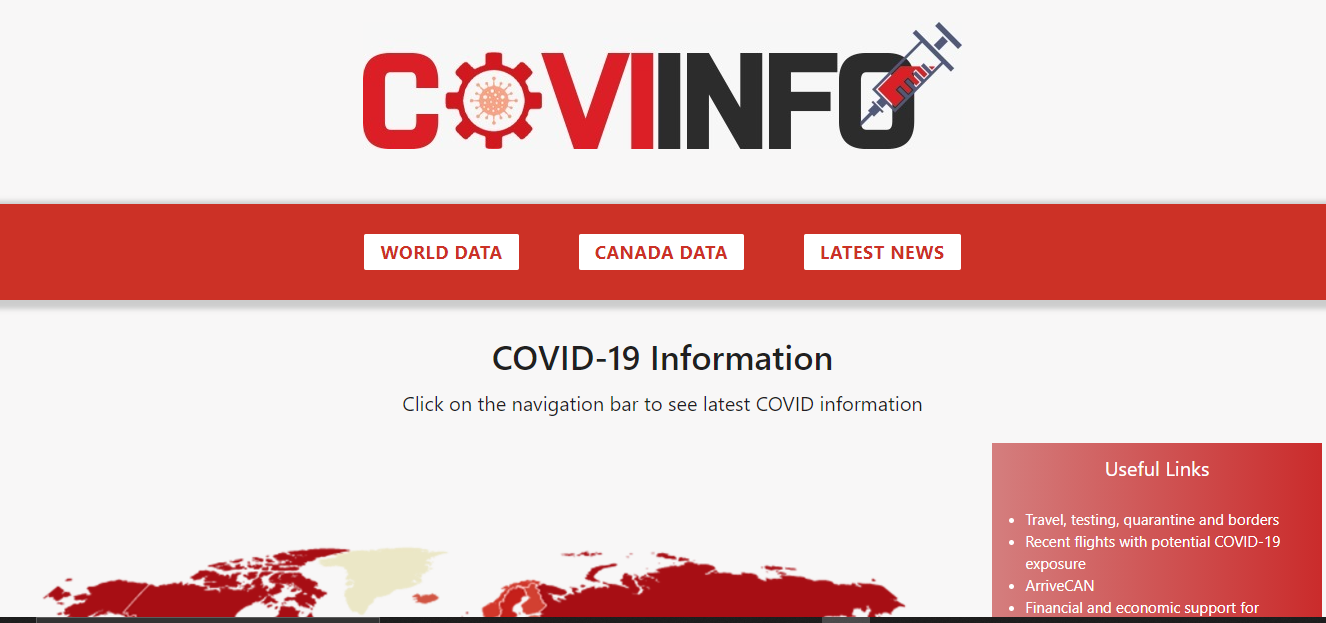 COVIINFO
WORLD DATA
CANADA DATA
LATEST NEWS
COVID-19 Information
Click on the navigation bar to see latest COVID information
Useful Links
Travel, testing, quarantine and borders
Recent flights with potential COVID-19
exposure
ArriveCAN
Financial and economic support for